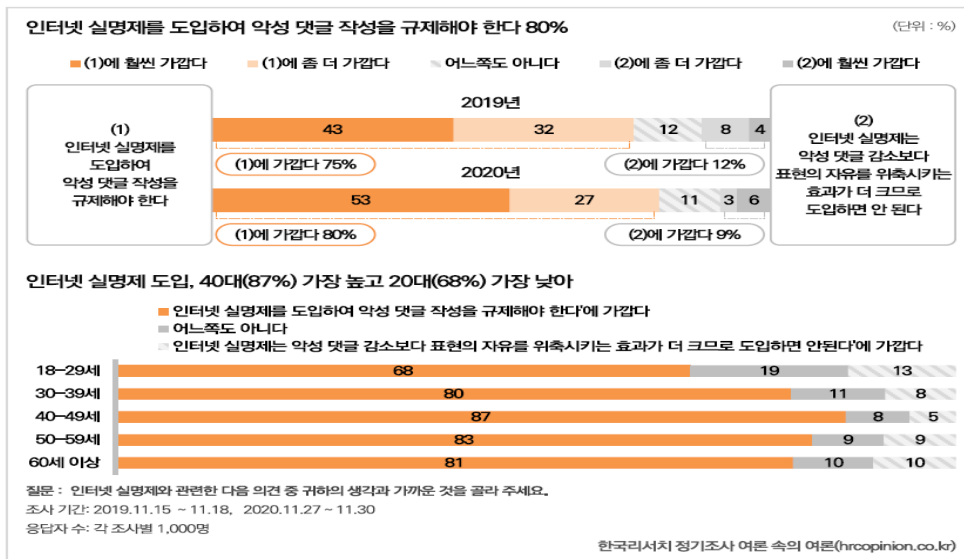 인터넷 실명제를 도입하여 악성 댓글 작성을 규제해야 한다 80%
(단위 : %)
(1)에 훨씬 가깝다 (1)에 좀 더 가깝다 어느쪽도 아니다 (2)에 좀 더 가깝다 (2)에 훨씬 가깝다
(1)
인터넷 실명제를
도입하여
악성 댓글 작성을
규제해야 한다
2019년
43 32 12 8 4
(1)에 가깝다 75% (2)에 가깝다 12%
2020년
53 27 11 3 6
(1)에 가깝다 80% (2)에 가깝다 9%
(2)
인터넷 실명제는
악성 댓글 감소보다
표현의 자유를 위축시키는
효과가 더 크므로
도입하면 안 된다
인터넷 실명제 도입, 40대(87%) 가장 높고 20대(68%) 가장 낮아
인터넷 실명제를 도입하여 악성 댓글 작성을 규제해야 한다'에 가깝다
어느쪽도 아니다
인터넷 실명제는 악성 댓글 감소보다 표현의 자유를 위축시키는 효과가 더 크므로 도입하면 안된다'에 가깝다
18-29세 68 19 13
30-39세 80 11 8
40-49세 87 8 5
50-59세 83 9 9
60세 이상 81 10 10
질문 : 인터넷 실명제와 관련한 다음 의견 중 귀하의 생각과 가까운 것을 골라 주세요.
조사 기간: 2019.11.15 ~ 11.18, 2020.11.27 ~ 11.30
응답자 수: 각 조사별 1,000명
한국리서치 정기조사 여론 속의 여론(hrcopinion.co.kr)